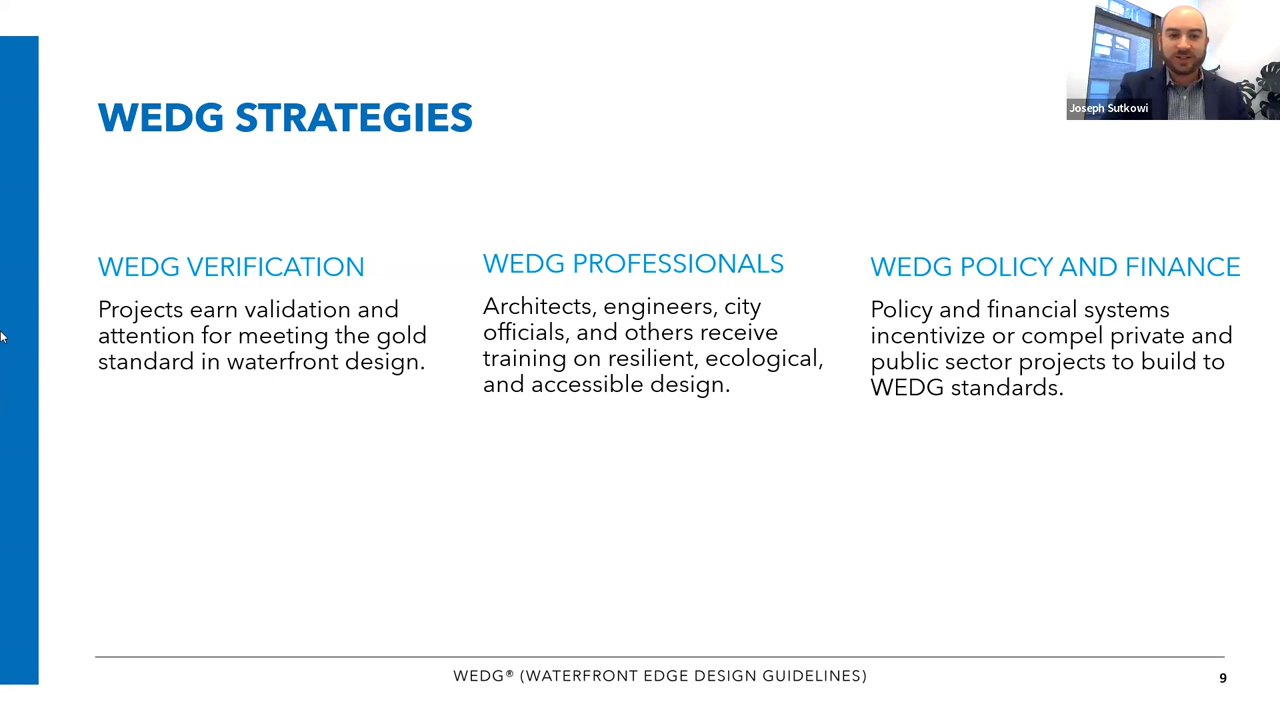 Joseph Sutkowi
WEDG STRATEGIES
WEDG VERIFICATION
Projects earn validation and
attention for meeting the gold
standard in waterfront design.
WEDG PROFESSIONALS
Architects, engineers, city
officials, and others receive
training on resilient, ecological,
and accessible design.
WEDG POLICY AND FINANCE
Policy and financial systems
incentivize or compel private and
public sector projects to build to
WEDG standards.
WEDG® (WATERFRONT EDGE DESIGN GUIDELINES)
9